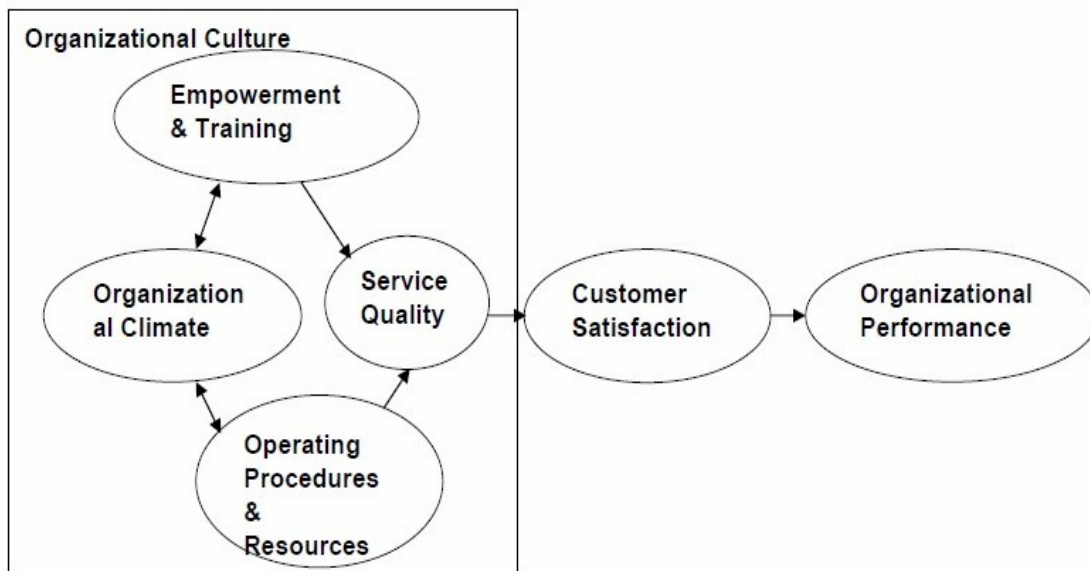 Organizational Culture
Empowerment
& Training
Organization
al Climate
Service
Quality
Customer
Satisfaction
Organizational
Performance
Operating
Procedures
&
Resources